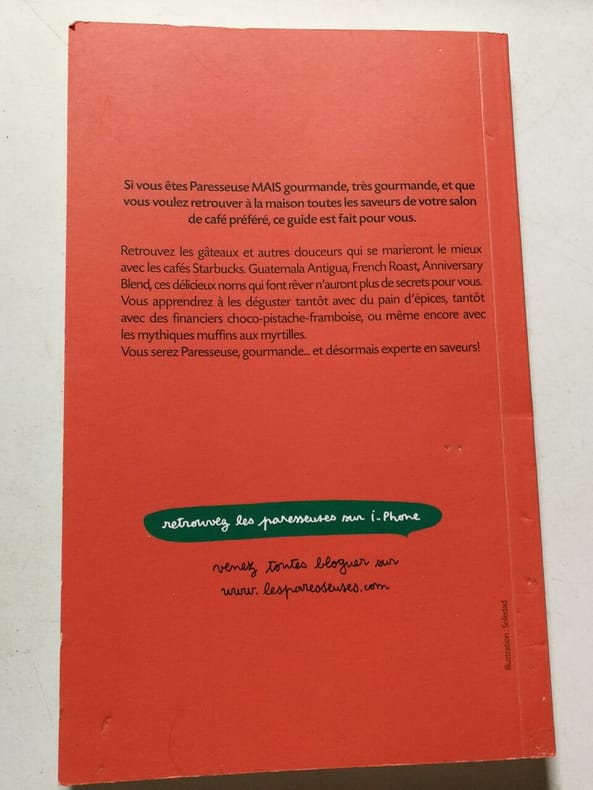 Si vous êtes Paresseuse MAIS gourmande, très gourmande, et que
vous voulez retrouver à la maison toutes les saveurs de votre salon
de café préféré, ce guide est fait pour vous.
Retrouvez les gâteaux et autres douceurs qui se marieront le mieux
avec les cafés Starbucks. Guatemala Antigua, French Roast, Anniversary
Blend, ces délicieux noms qui font rêver n'auront plus de secrets pour vous.
Vous apprendrez à les déguster tantôt avec du pain d'épices, tantôt
avec des financiers choco-pistache-framboise, ou même encore avec
les mythiques muffins aux myrtilles.
Vous serez Paresseuse, gourmande... et désormais experte en saveurs!
retrouvez les paresseuses sur i-Phone
venez toutes bloguer sur
www.lesparesseuses.com
Illustration : Soledad